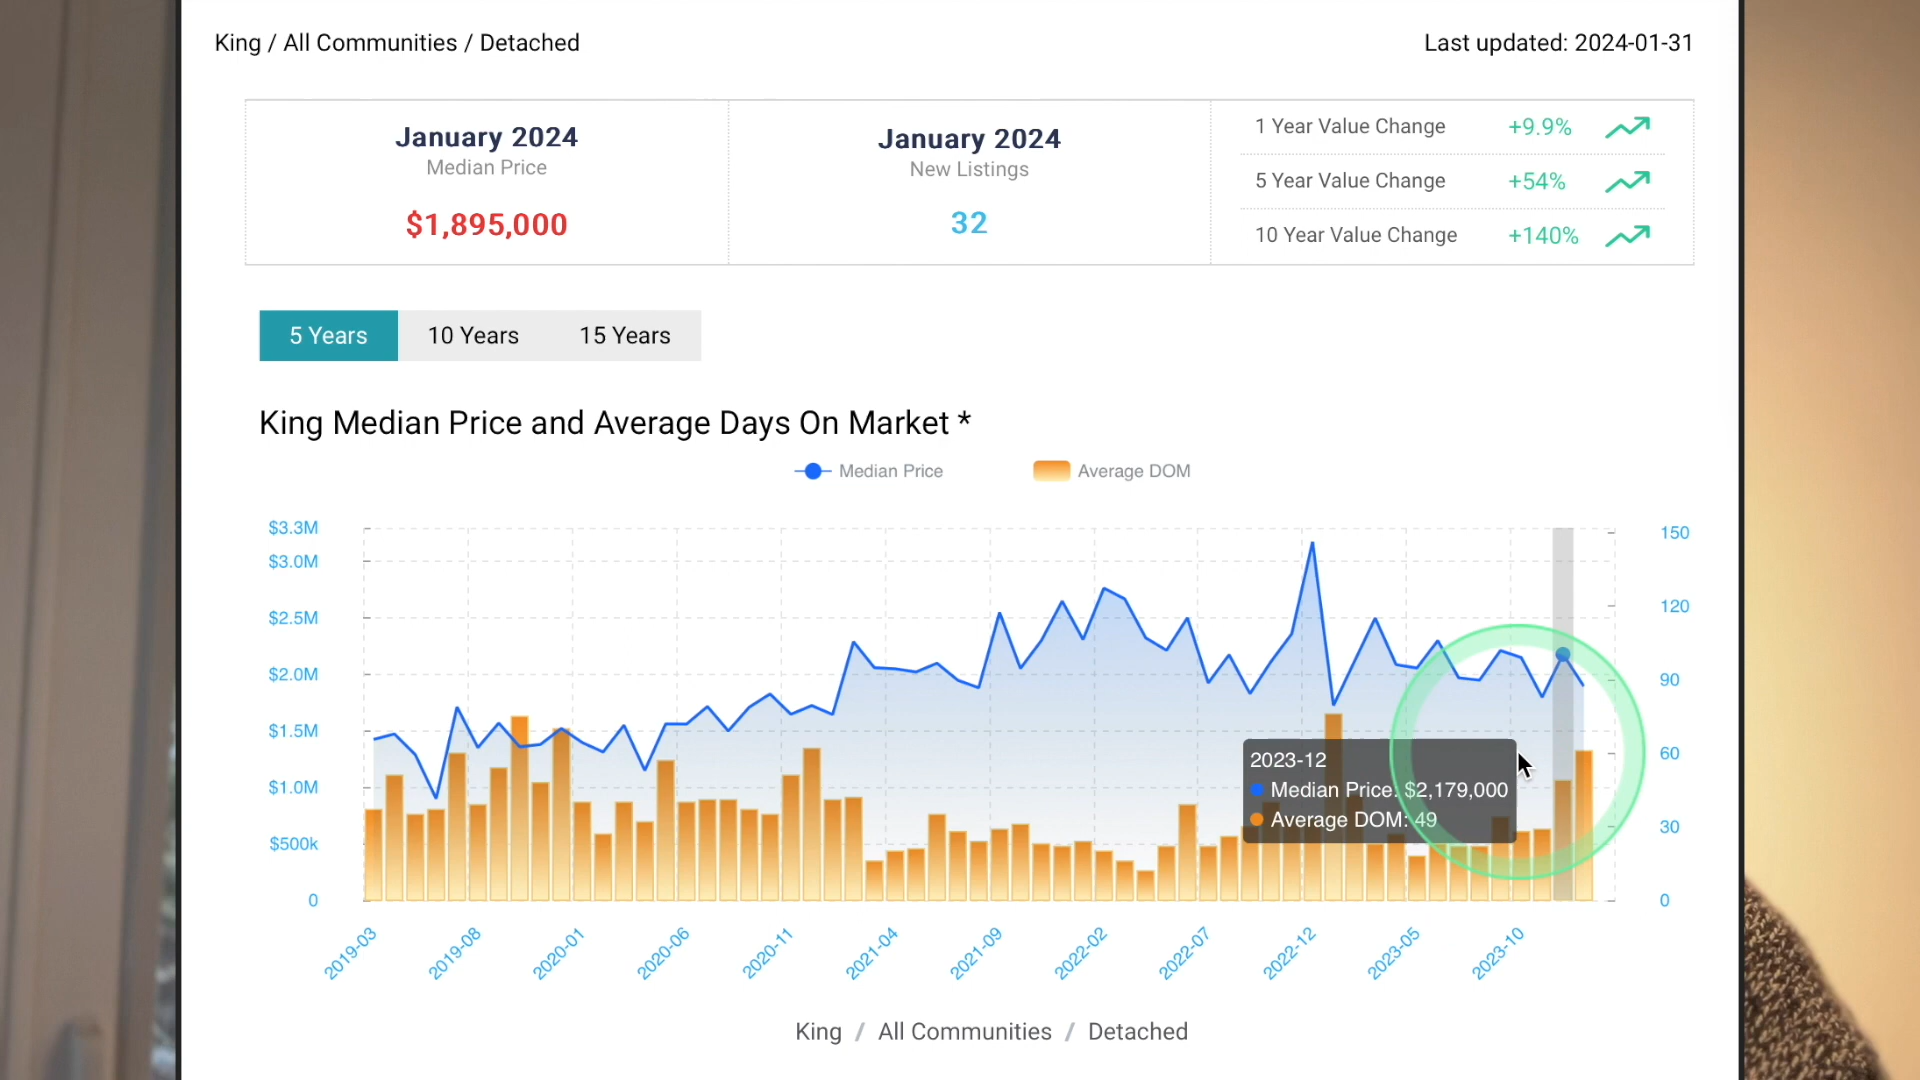 King / All Communities / Detached
Last updated: 2024-01-31
January 2024
Median Price
$1,895,000
January 2024
New Listings
32
1 Year Value Change +9.9%
5 Year Value Change +54%
10 Year Value Change +140%
5 Years 10 Years 15 Years
King Median Price and Average Days On Market *
Median Price Average DOM
$3.3M
$3.0M
$2.5M
$2.0M
$1.5M
$1.0M
$500k
0
150
120
90
60
30
0
2023-12
Median Price: $2,179,000
Average DOM: 49
2019-03 2019-08 2020-01 2020-06 2020-11 2021-04 2021-09 2022-02 2022-07 2022-12 2023-05 2023-10
King / All Communities / Detached